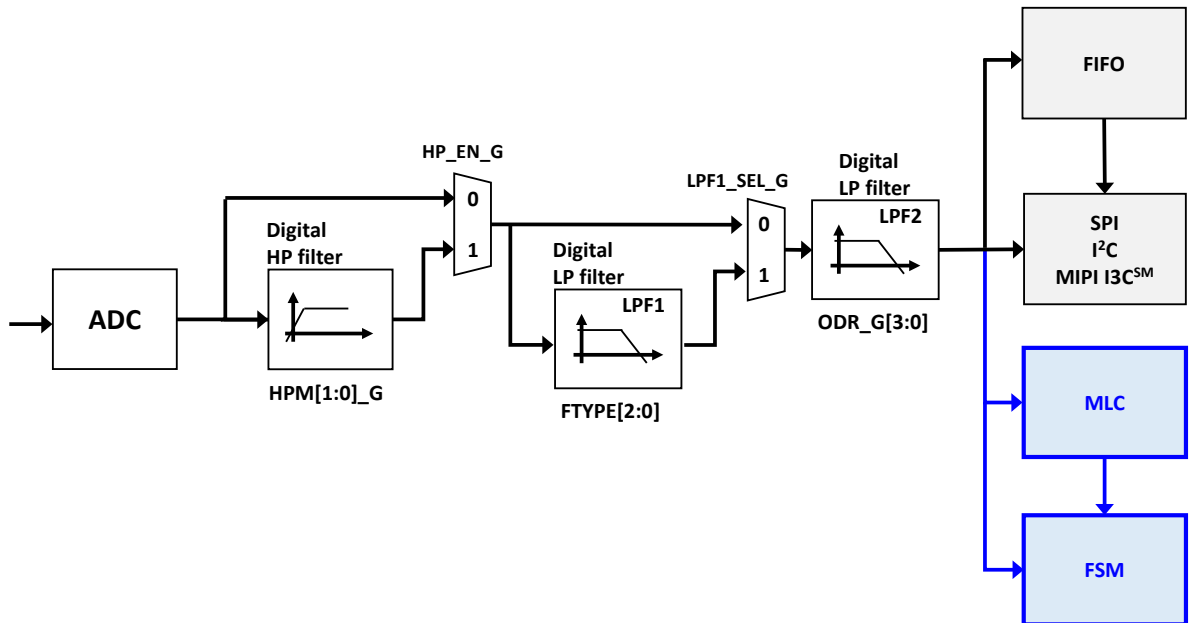 FIFO
HP_EN_G
0
1
Digital
HP filter
ADC
HPM[1:0]_G
Digital
LP filter
LPF1
FTYPE[2:0]
LPF1_SEL_G
0
1
Digital
LP filter
LPF2
ODR_G[3:0]
SPI
I²C
MIPI I3Cˢᴹ
MLC
FSM